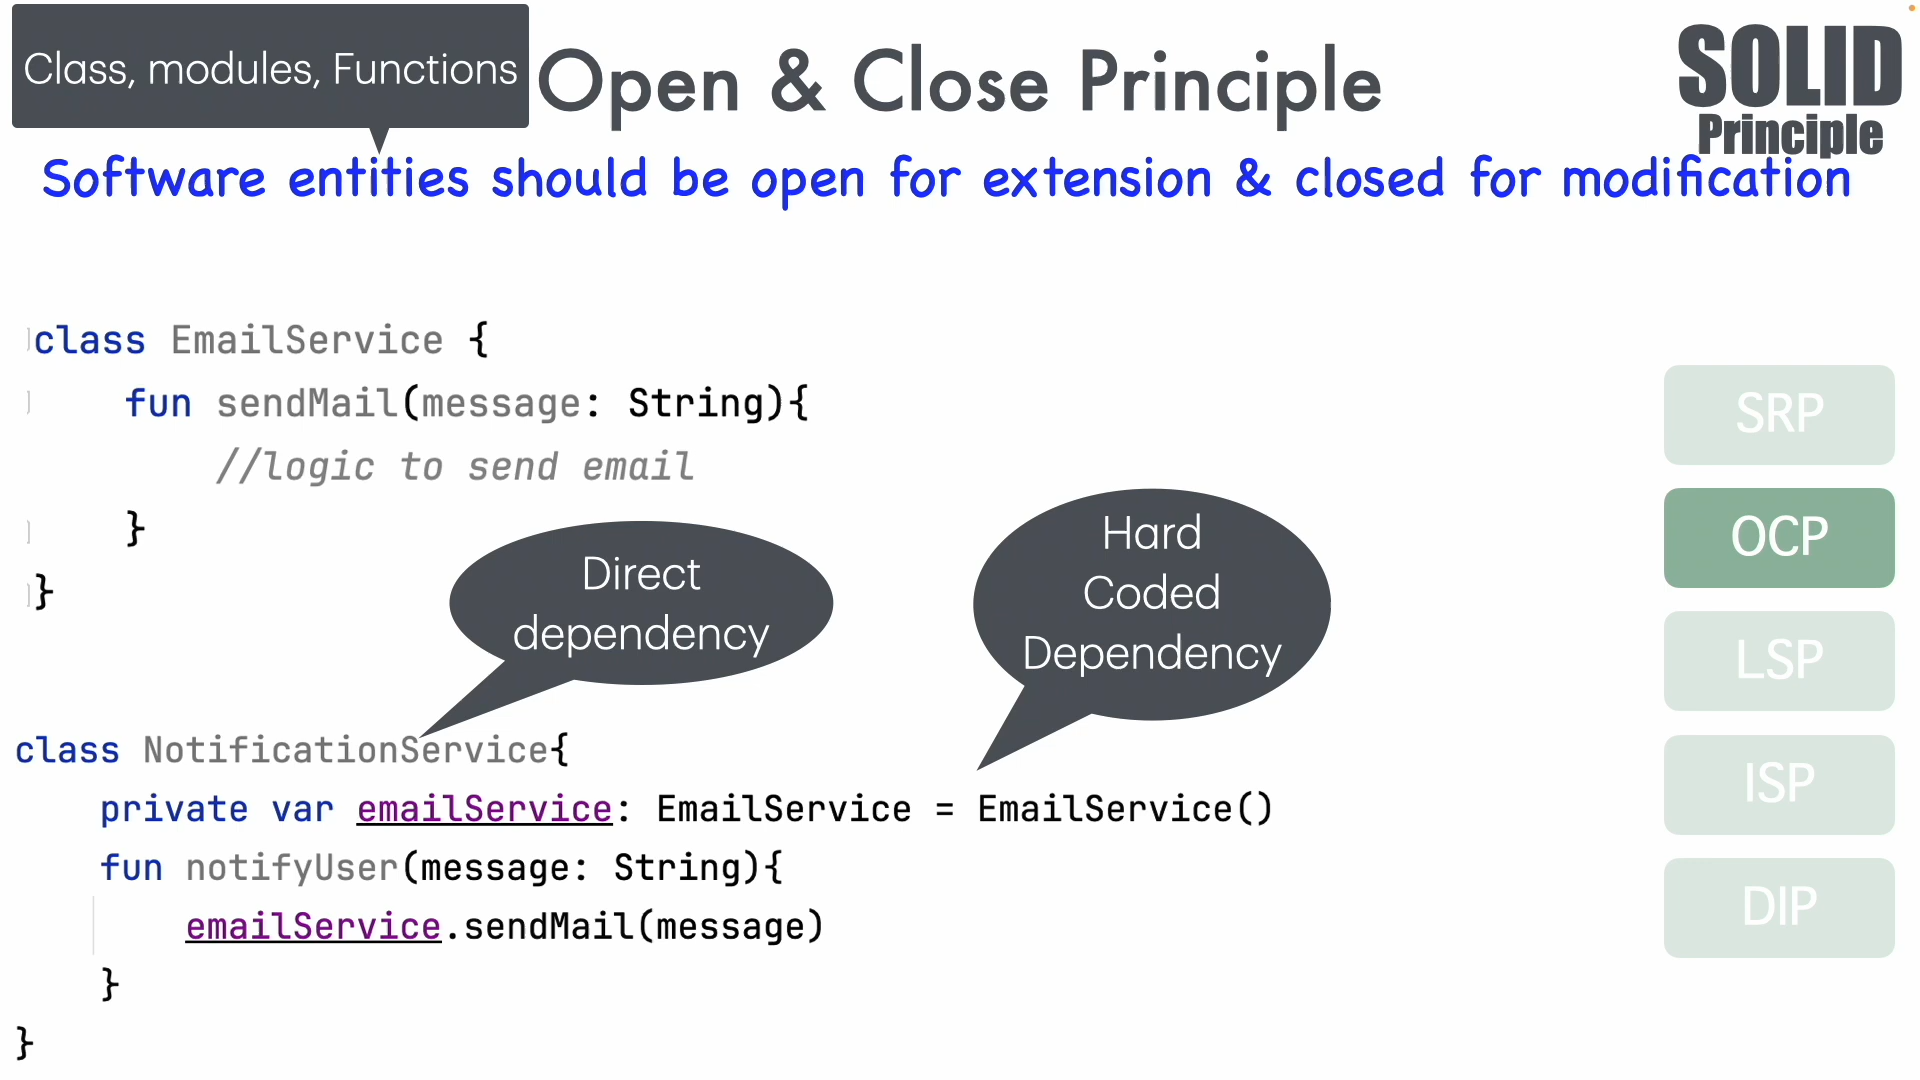 Class, modules, Functions
Open & Close Principle
SOLID
Principle
Software entities should be open for extension & closed for modification
class EmailService {
fun sendMail(message: String){
//logic to send email
}
}
Direct
dependency
Hard
Coded
Dependency
class NotificationService{
private var emailService: EmailService = EmailService()
fun notifyUser(message: String){
emailService.sendMail(message)
}
}
SRP
OCP
LSP
ISP
DIP